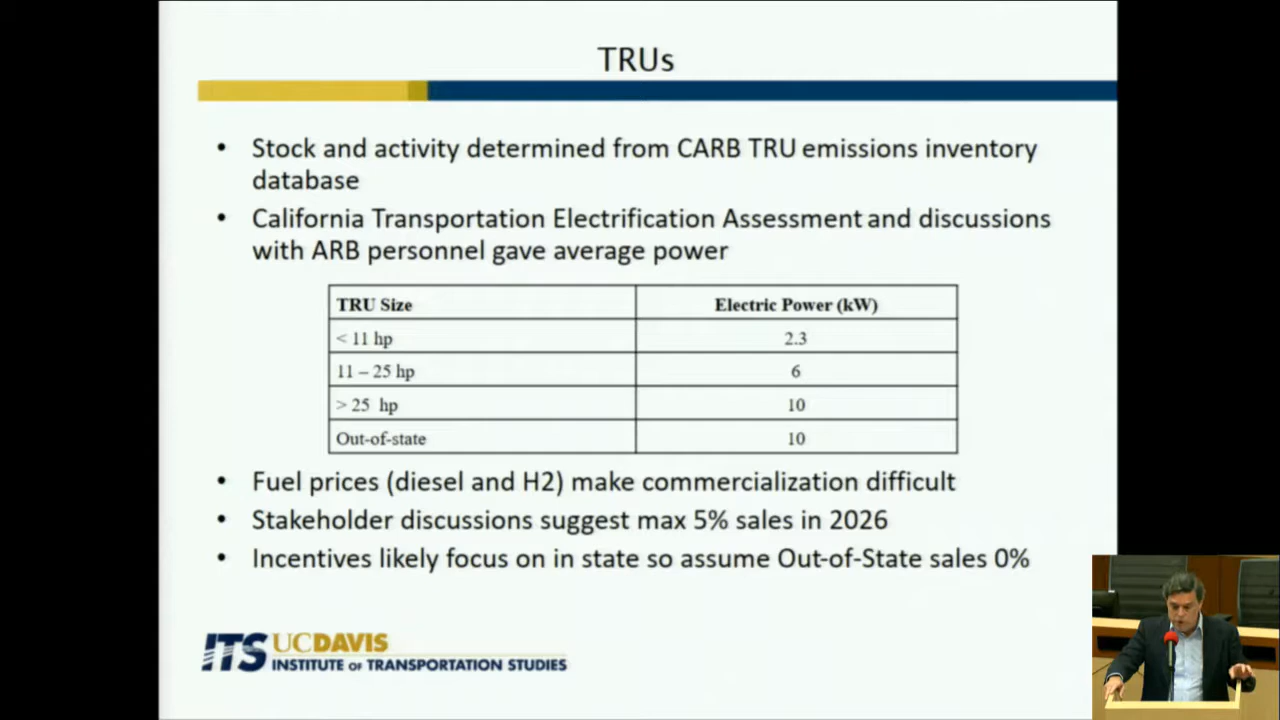 TRUs
• Stock and activity determined from CARB TRU emissions inventory
database
• California Transportation Electrification Assessment and discussions
with ARB personnel gave average power
TRU Size Electric Power (kW)
< 11 hp 2.3
11 – 25 hp 6
> 25 hp 10
Out-of-state 10
• Fuel prices (diesel and H2) make commercialization difficult
• Stakeholder discussions suggest max 5% sales in 2026
• Incentives likely focus on in state so assume Out-of-State sales 0%
ITS UCDAVIS
INSTITUTE OF TRANSPORTATION STUDIES